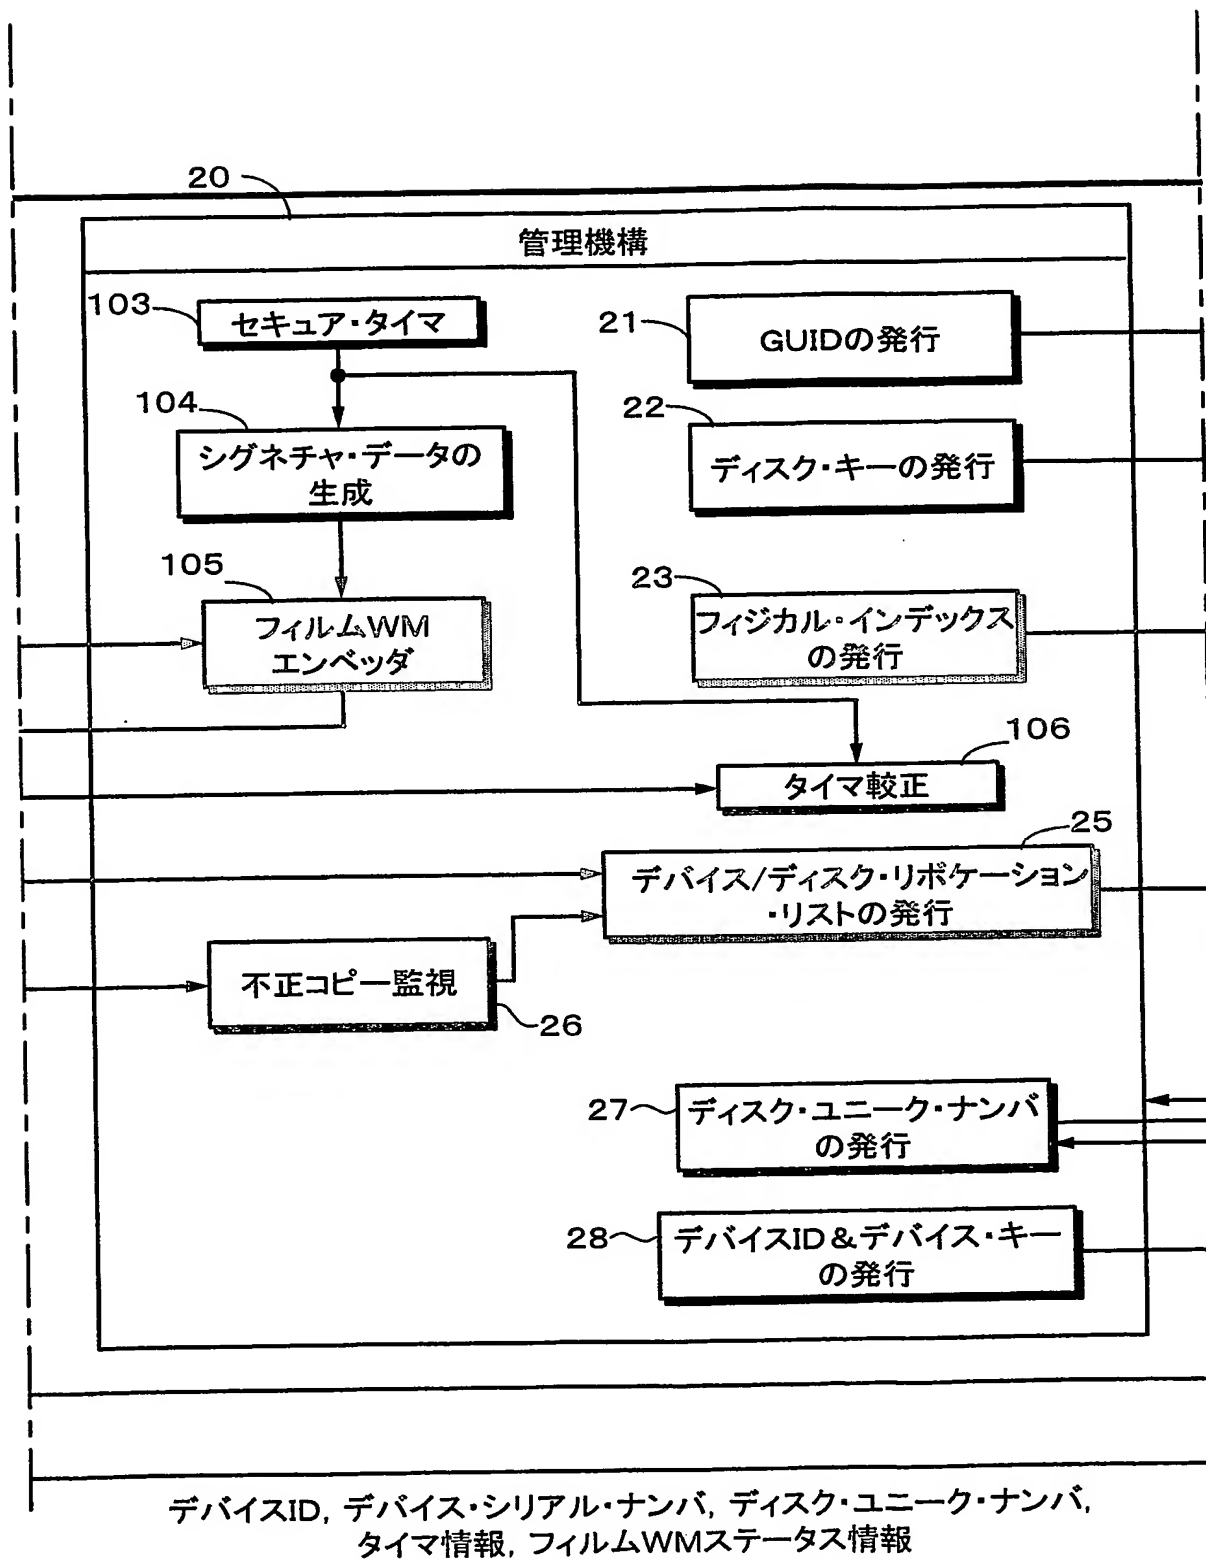 20
管理機構
103
セキュア・タイマ
21
GUIDの発行
104
シグネチャ・データの
生成
22
ディスク・キーの発行
105
フィルムWM
エンベッダ
23
フィジカル・インデックス
の発行
106
タイマ較正
25
デバイス/ディスク・リボケーション
・リストの発行
不正コピー監視
26
27
ディスク・ユニーク・ナンバ
の発行
28
デバイスID&デバイス・キー
の発行
デバイスID, デバイス・シリアル・ナンバ, ディスク・ユニーク・ナンバ,
タイマ情報, フィルムWMステータス情報